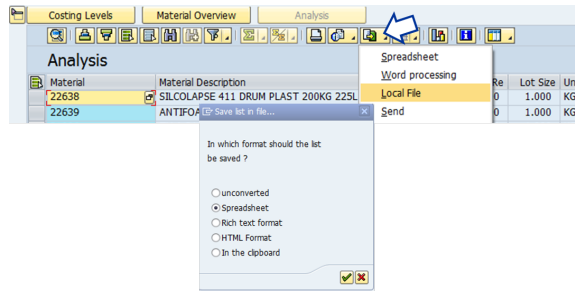 Costing Levels Material Overview Analysis
Analysis
Spreadsheet
Word processing
Local File
Send
Material Material Description Re Lot Size Un
22638 SILCOLAPSE 411 DRUM PLAST 200KG 225L 0 1.000 KG
22639 ANTIFOA 0 1.000 KG
Save list in file...
In which format should the list
be saved ?
unconverted
Spreadsheet
Rich text format
HTML Format
In the clipboard